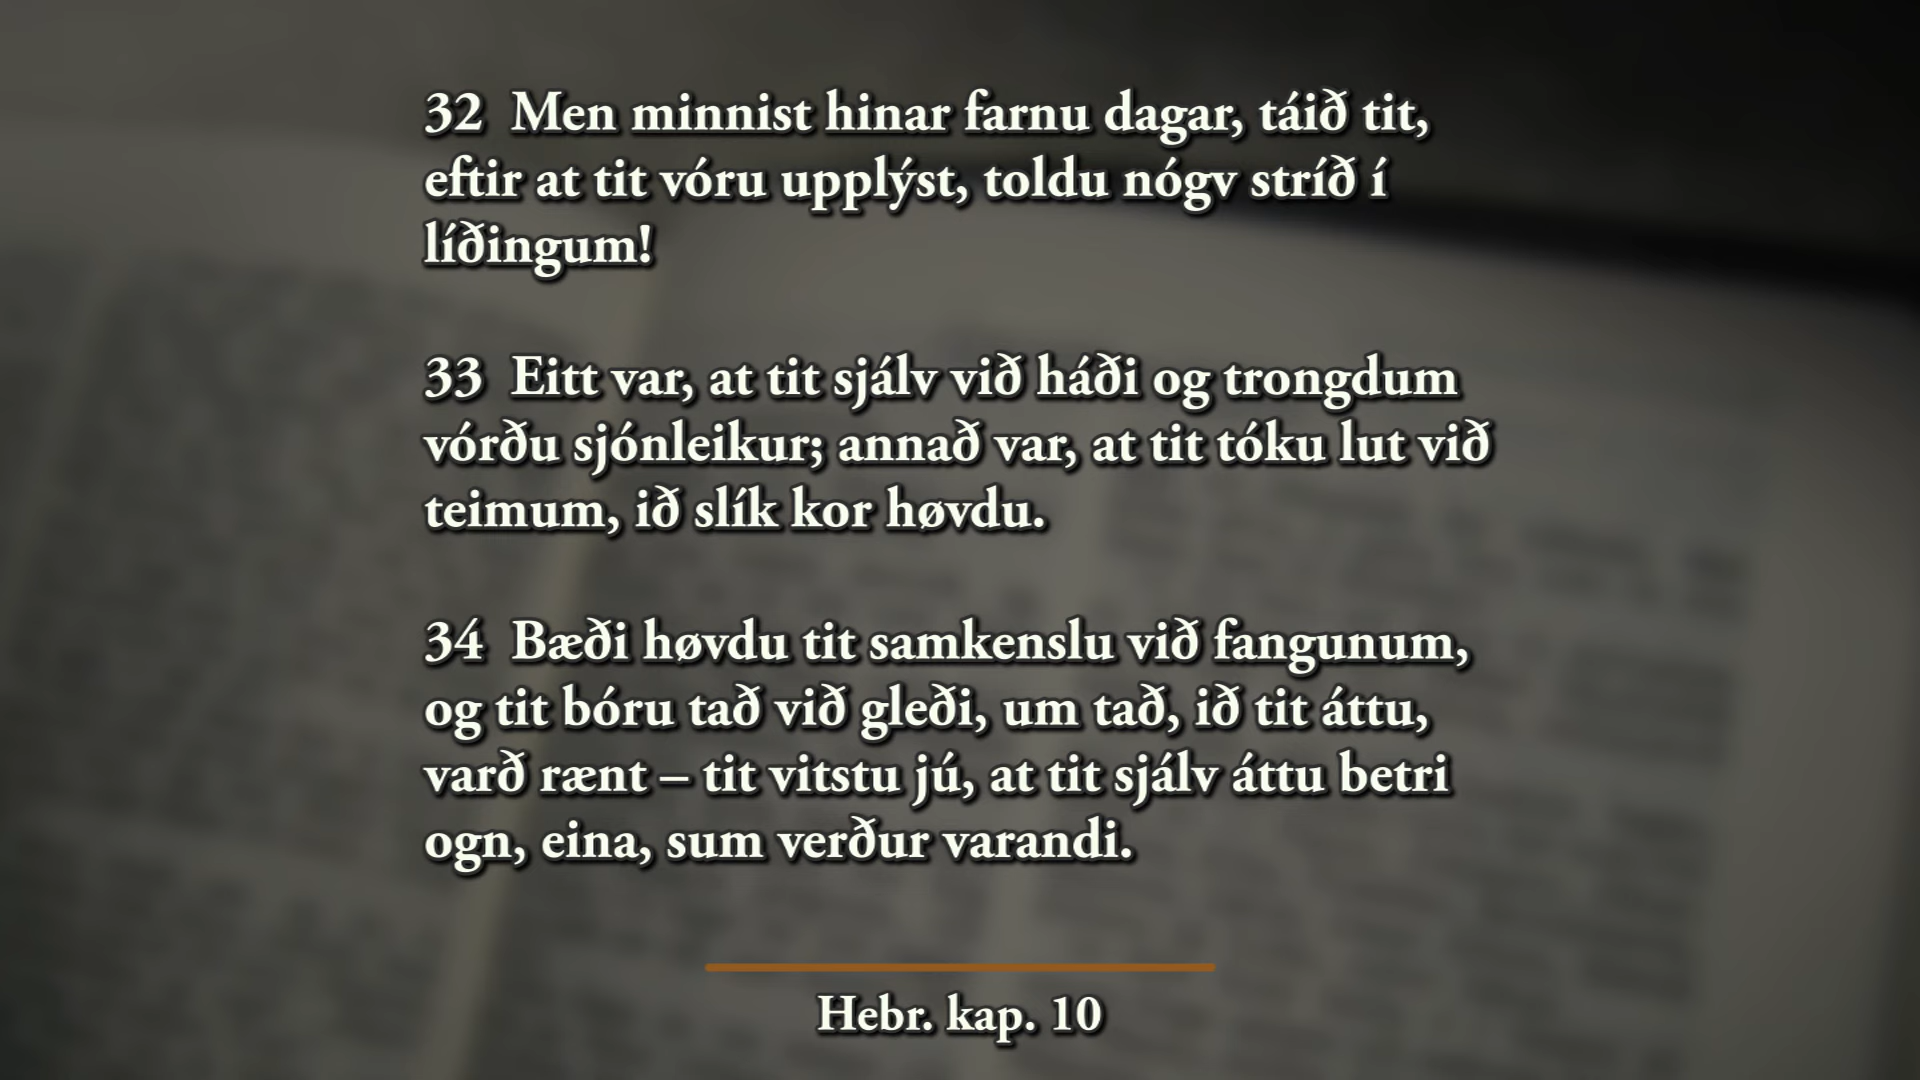 32 Men minnist hinar farnu dagar, táið tit,
eftir at tit vóru upplýst, toldu nógv stríð í
líðingum!
33 Eitt var, at tit sjálv við háði og trongdum
vórðu sjónleikur; annað var, at tit tóku lut við
teimum, ið slík kor høvdu.
34 Bæði høvdu tit samkenslu við fangunum,
og tit bóru tað við gleði, um tað, ið tit áttu,
varð rænt – tit vitstu jú, at tit sjálv áttu betri
ogn, eina, sum verður varandi.
Hebr. kap. 10